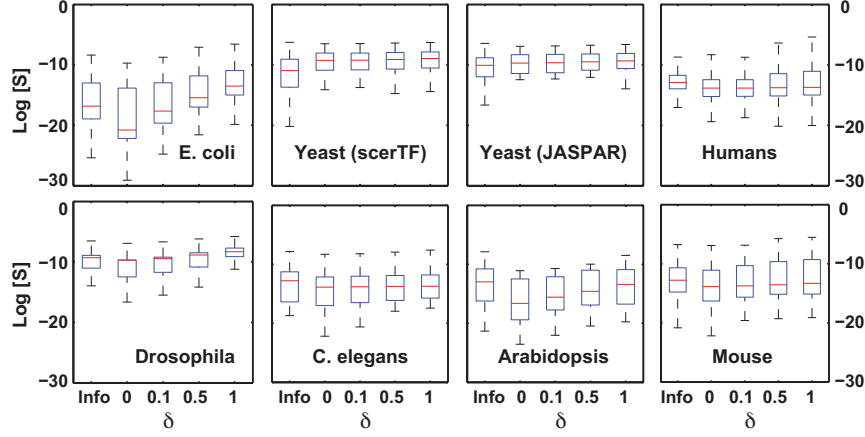 0 0
−10 −10
Log [S]
−20 −20
E. coli Yeast (scerTF) Yeast (JASPAR) Humans
−30 −30
0 0
−10 −10
Log [S]
−20 −20
Drosophila C. elegans Arabidopsis Mouse
−30 −30
Info 0 0.1 0.5 1 Info 0 0.1 0.5 1 Info 0 0.1 0.5 1 Info 0 0.1 0.5 1
δ δ δ δ